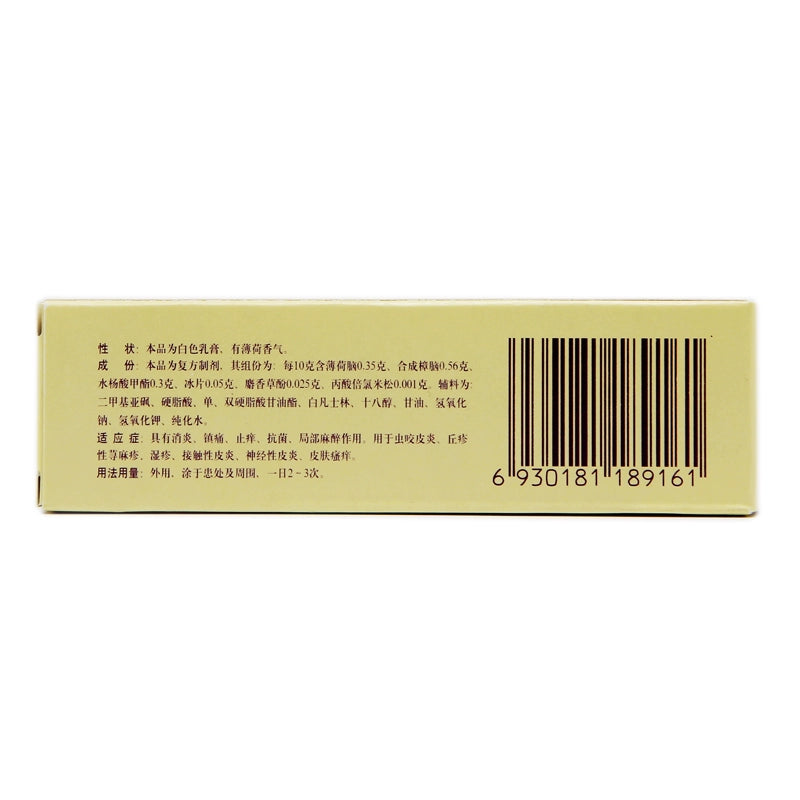 性　状：本品为白色乳膏，有薄荷香气。
成　份：本品为复方制剂，其组份为：每10克含薄荷脑0.35克、合成樟脑0.56克、
水杨酸甲酯0.3克、冰片0.05克、麝香草酚0.025克、丙酸倍氯米松0.001克。辅料为：
二甲基亚砜、硬脂酸、单、双硬脂酸甘油酯、白凡士林、十八醇、甘油、氢氧化
钠、氢氧化钾、纯化水。
适应症：具有消炎、镇痛、止痒、抗菌、局部麻醉作用。用于虫咬皮炎、丘疹
性荨麻疹、湿疹、接触性皮炎、神经性皮炎、皮肤瘙痒。
用法用量：外用，涂于患处及周围，一日2~3次。
6 930181 189161